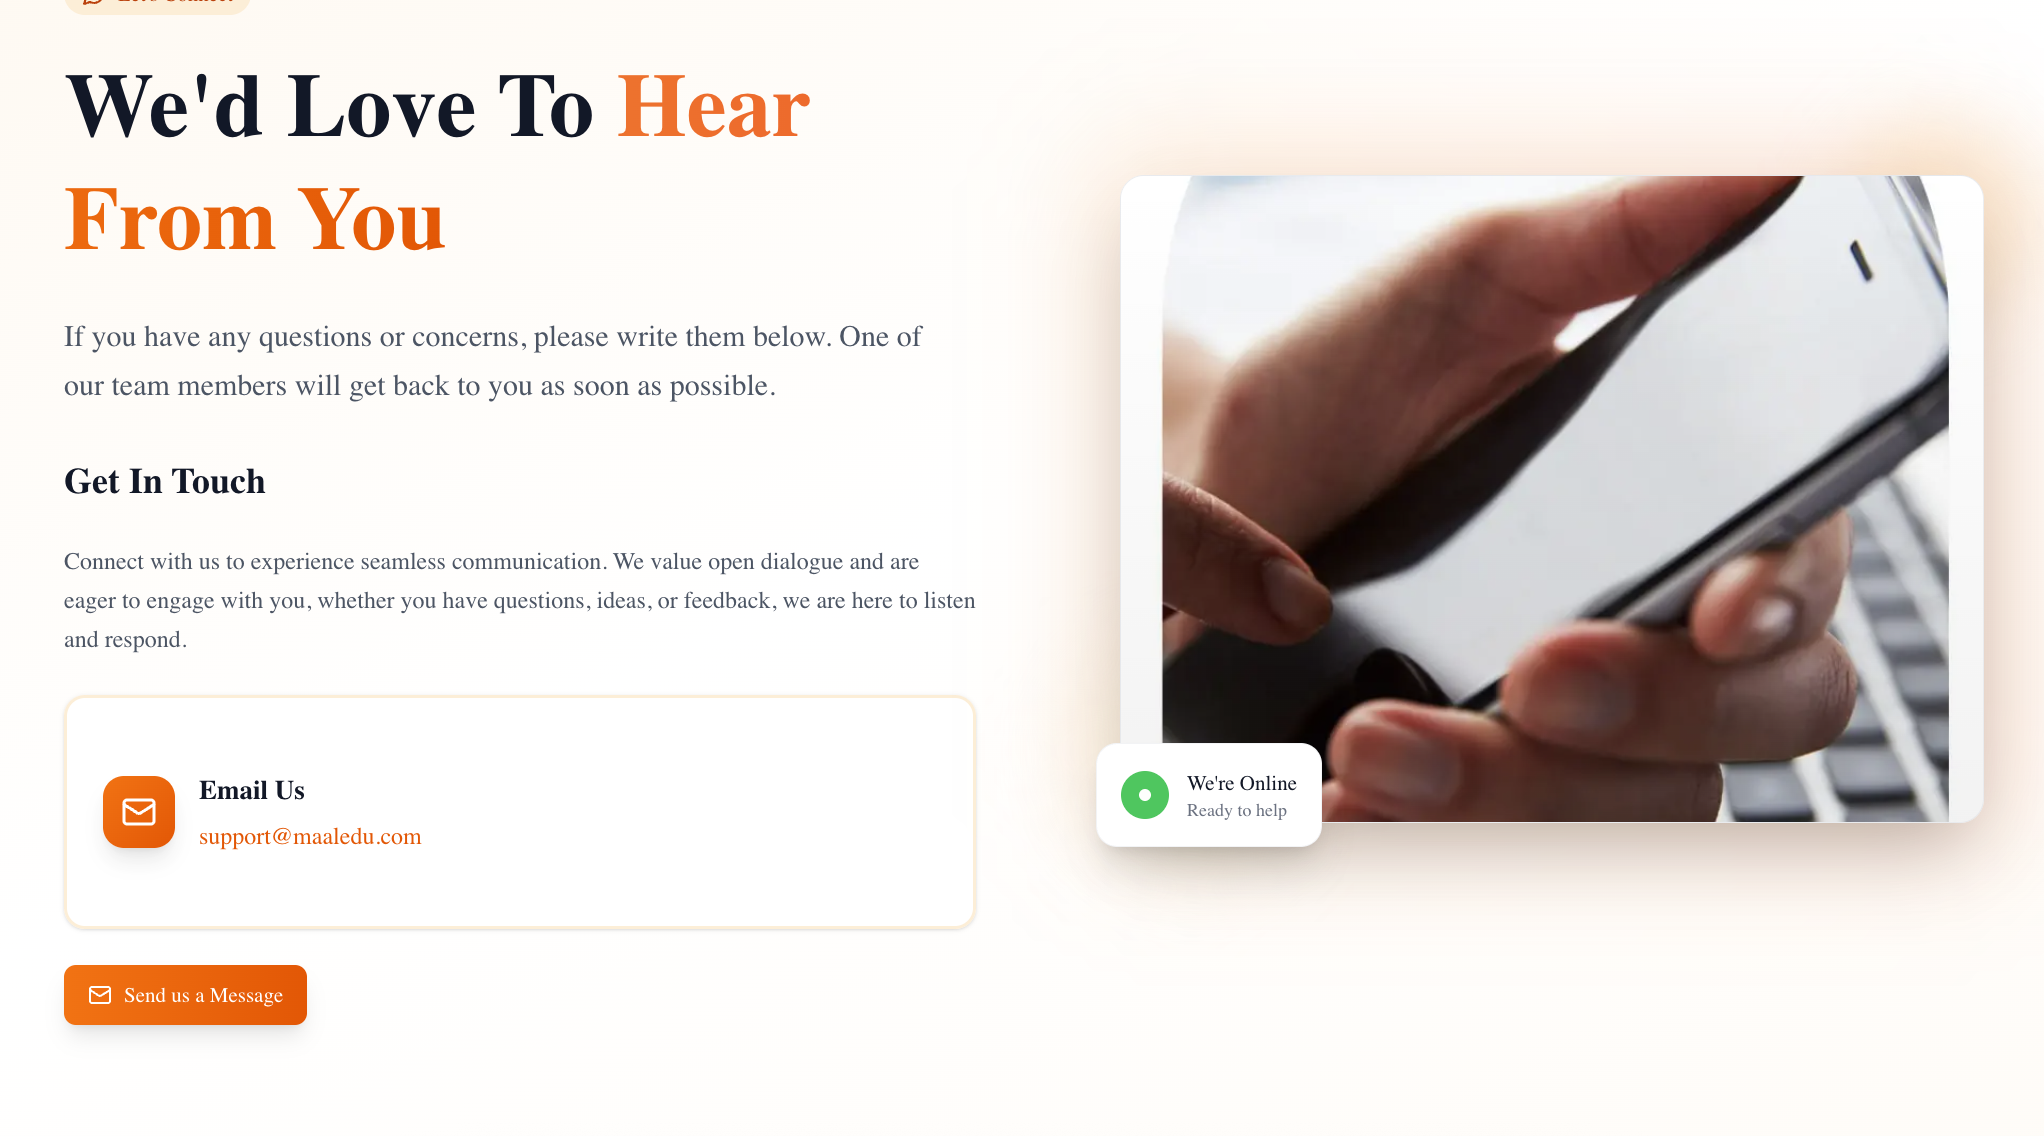 We'd Love To Hear
From You
If you have any questions or concerns, please write them below. One of
our team members will get back to you as soon as possible.
Get In Touch
Connect with us to experience seamless communication. We value open dialogue and are
eager to engage with you, whether you have questions, ideas, or feedback, we are here to listen
and respond.
Email Us
support@maaledu.com
Send us a Message
We're Online
Ready to help